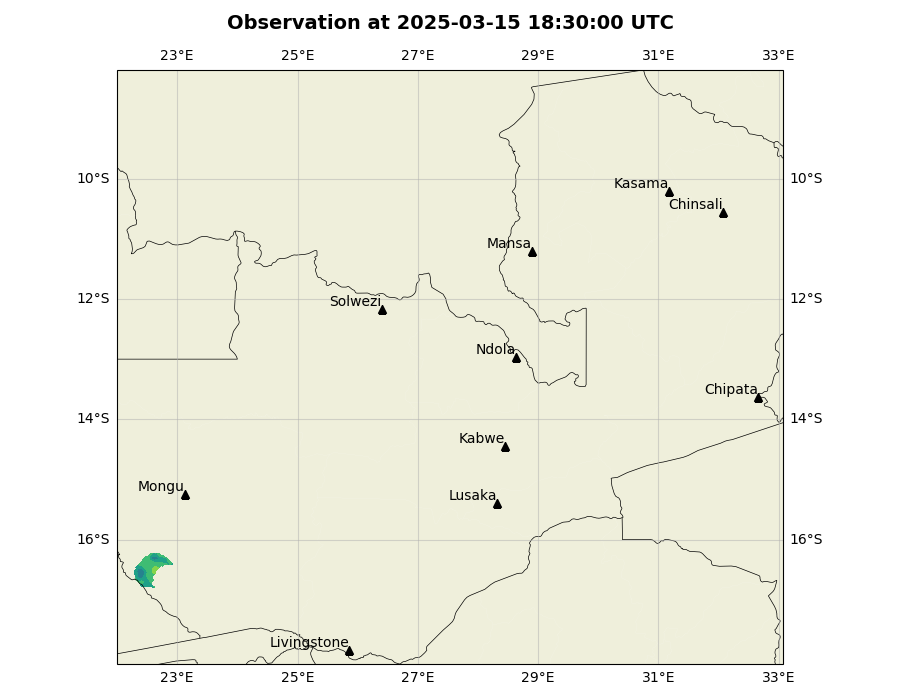 Observation at 2025-03-15 18:30:00 UTC
23°E 25°E 27°E 29°E 31°E 33°E
10°S 10°S
Kasama
Chinsali
Mansa
12°S 12°S
Solwezi
Ndola
Chipata
14°S 14°S
Kabwe
Mongu
Lusaka
16°S 16°S
Livingstone
23°E 25°E 27°E 29°E 31°E 33°E